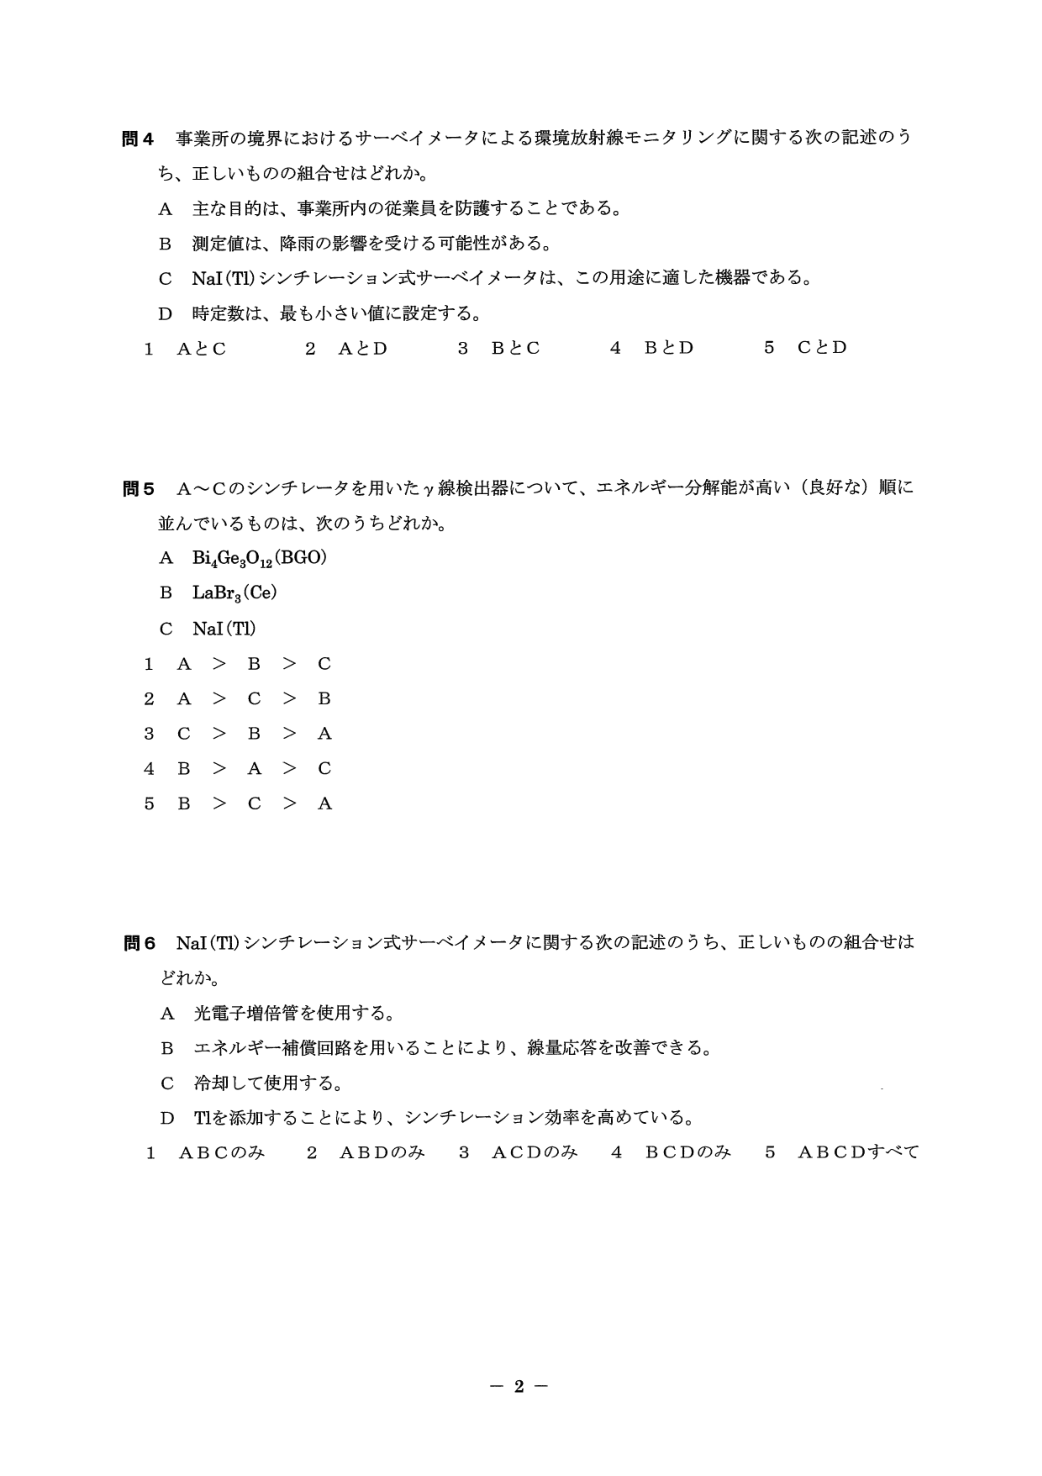 問4 事業所の境界におけるサーベイメータによる環境放射線モニタリングに関する次の記述のう
ち、正しいものの組合せはどれか。
A 主な目的は、事業所内の従業員を防護することである。
B 測定値は、降雨の影響を受ける可能性がある。
C NaI(Tl)シンチレーション式サーベイメータは、この用途に適した機器である。
D 時定数は、最も小さい値に設定する。
1 AとC 2 AとD 3 BとC 4 BとD 5 CとD
問5 A～Cのシンチレータを用いたγ線検出器について、エネルギー分解能が高い（良好な）順に
並んでいるものは、次のうちどれか。
A Bi₄Ge₃O₁₂(BGO)
B LaBr₃(Ce)
C NaI(Tl)
1 A ＞ B ＞ C
2 A ＞ C ＞ B
3 C ＞ B ＞ A
4 B ＞ A ＞ C
5 B ＞ C ＞ A
問6 NaI(Tl)シンチレーション式サーベイメータに関する次の記述のうち、正しいものの組合せは
どれか。
A 光電子増倍管を使用する。
B エネルギー補償回路を用いることにより、線量応答を改善できる。
C 冷却して使用する。
D Tlを添加することにより、シンチレーション効率を高めている。
1 ABCのみ 2 ABDのみ 3 ACDのみ 4 BCDのみ 5 ABCDすべて
－ 2 －